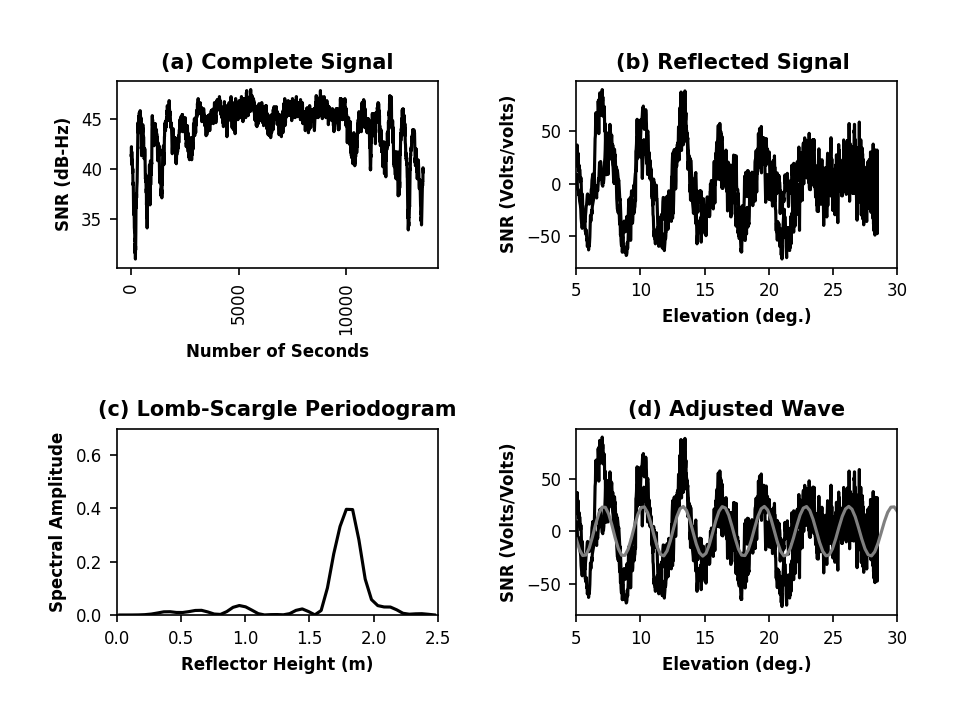 (a) Complete Signal
SNR (dB-Hz)
45
40
35
0
5000
10000
Number of Seconds
(b) Reflected Signal
SNR (Volts/volts)
50
0
−50
5 10 15 20 25 30
Elevation (deg.)
(c) Lomb-Scargle Periodogram
Spectral Amplitude
0.6
0.4
0.2
0.0
0.0 0.5 1.0 1.5 2.0 2.5
Reflector Height (m)
(d) Adjusted Wave
SNR (Volts/Volts)
50
0
−50
5 10 15 20 25 30
Elevation (deg.)